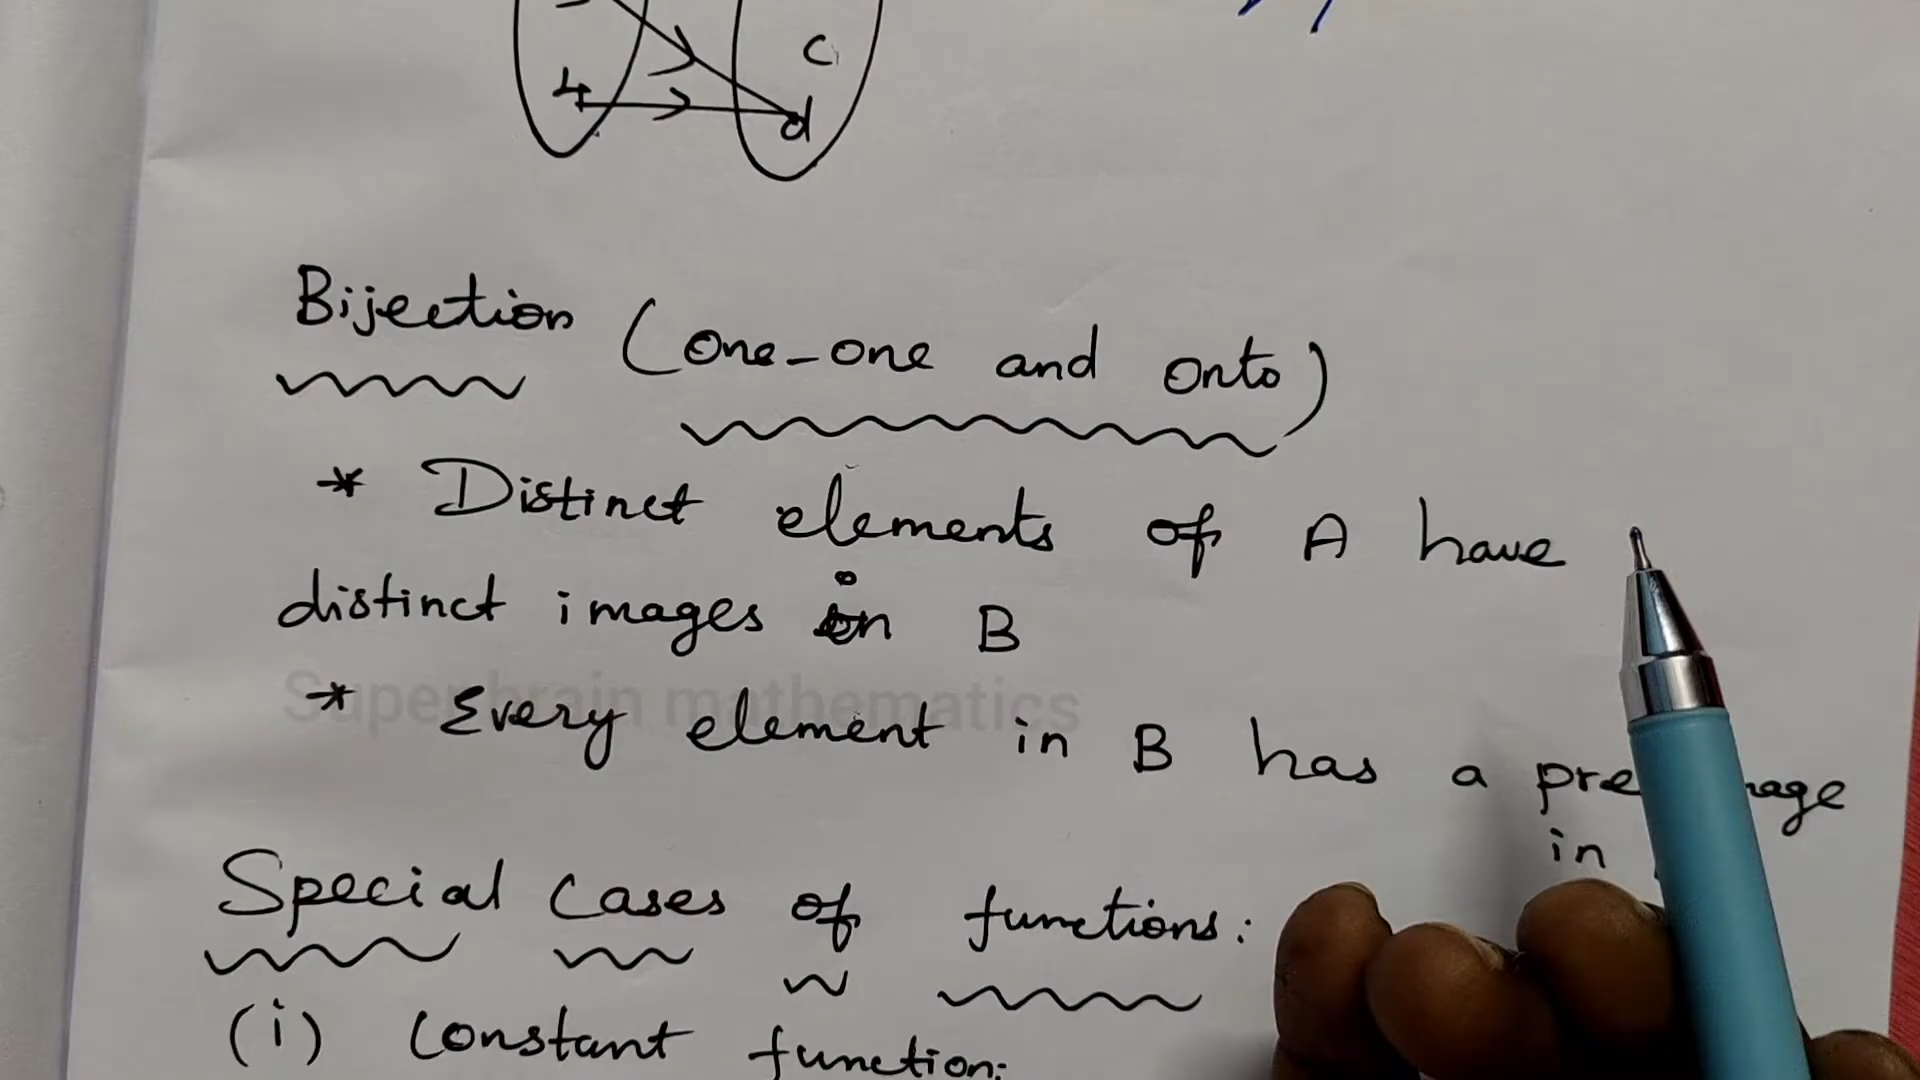 C
4
d
Bijection (one-one and onto)
* Distinct elements of A have
distinct images in B
Superbrain mathematics
* Every element in B has a pre
in
Special cases of functions:
(i) constant function: